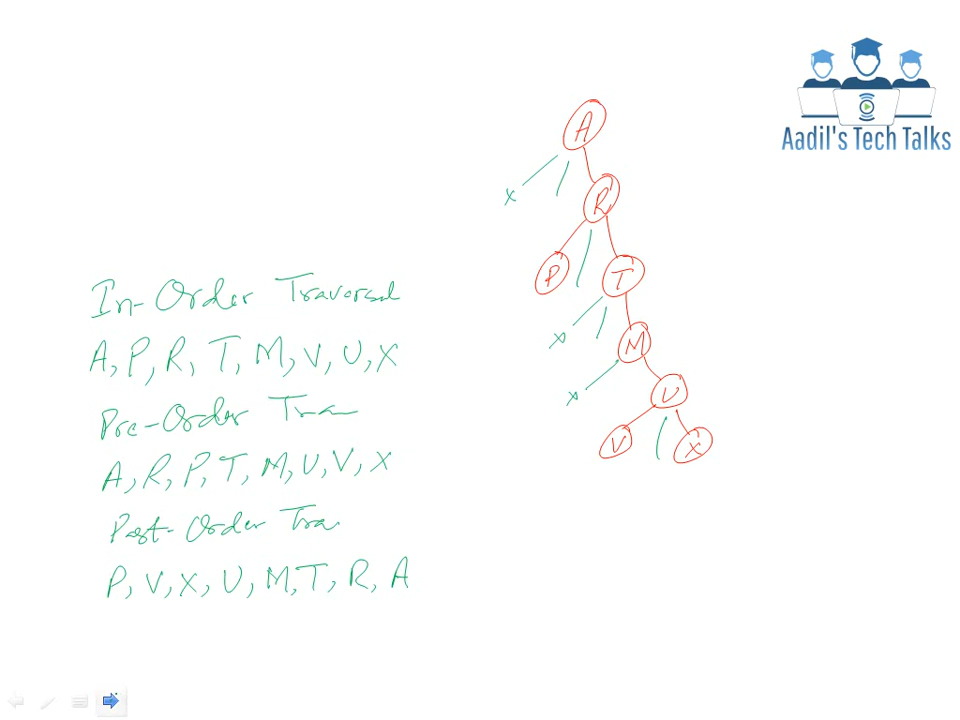 Aadil's Tech Talks
A
x
R
P
T
x
M
x
U
V
X
In-Order Traversal
A, P, R, T, M, V, U, X
Pre-Order Tra
A, R, P, T, M, U, V, X
Post-Order Tra
P, V, X, U, M, T, R, A